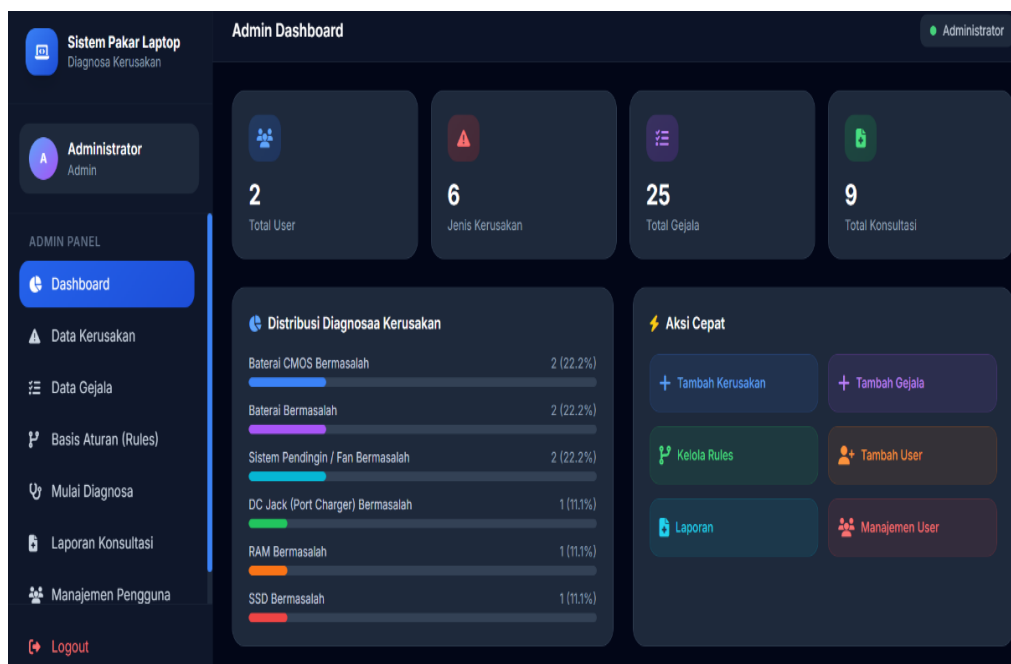 Sistem Pakar Laptop
Diagnosa Kerusakan
A
Administrator
Admin
ADMIN PANEL
Dashboard
Data Kerusakan
Data Gejala
Basis Aturan (Rules)
Mulai Diagnosa
Laporan Konsultasi
Manajemen Pengguna
Logout
Admin Dashboard
Administrator
2
Total User
6
Jenis Kerusakan
25
Total Gejala
9
Total Konsultasi
Distribusi Diagnosaa Kerusakan
Baterai CMOS Bermasalah 2 (22.2%)
Baterai Bermasalah 2 (22.2%)
Sistem Pendingin / Fan Bermasalah 2 (22.2%)
DC Jack (Port Charger) Bermasalah 1 (11.1%)
RAM Bermasalah 1 (11.1%)
SSD Bermasalah 1 (11.1%)
Aksi Cepat
Tambah Kerusakan
Tambah Gejala
Kelola Rules
Tambah User
Laporan
Manajemen User